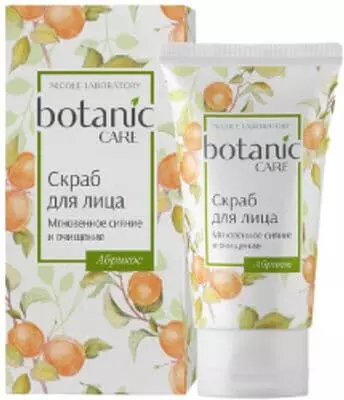 NICOLE LABORATORY
botanic
CARE
Скраб
для лица
Мгновенное сияние
и очищение
Абрикос
NICOLE LABORATORY
botanic
CARE
Скраб
для лица
Мгновенное сияние
и очищение
Абрикос